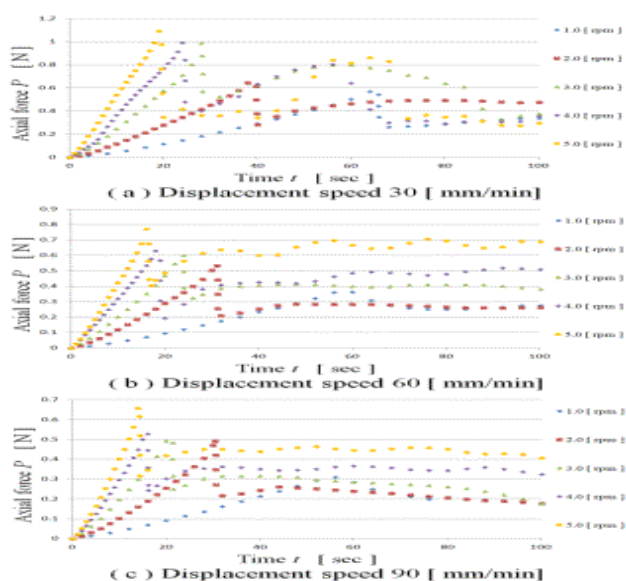 1.2
1
0.8
0.6
0.4
0.2
0
Axial force P [N]
0 20 40 60 80 100
Time t [ sec ]
1.0 [ rpm ]
2.0 [ rpm ]
3.0 [ rpm ]
4.0 [ rpm ]
5.0 [ rpm ]
( a ) Displacement speed 30 [ mm/min]
0.9
0.8
0.7
0.6
0.5
0.4
0.3
0.2
0.1
0
Axial force P [N]
0 20 40 60 80 100
Time t [ sec ]
1.0 [ rpm ]
2.0 [ rpm ]
3.0 [ rpm ]
4.0 [ rpm ]
5.0 [ rpm ]
( b ) Displacement speed 60 [ mm/min]
0.7
0.6
0.5
0.4
0.3
0.2
0.1
0
Axial force P [N]
0 20 40 60 80 100
Time t [ sec ]
1.0 [ rpm ]
2.0 [ rpm ]
3.0 [ rpm ]
4.0 [ rpm ]
5.0 [ rpm ]
( c ) Displacement speed 90 [ mm/min]